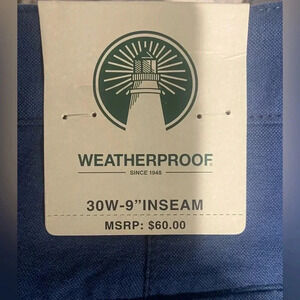 WEATHERPROOF
SINCE 1948
30W-9"INSEAM
MSRP: $60.00